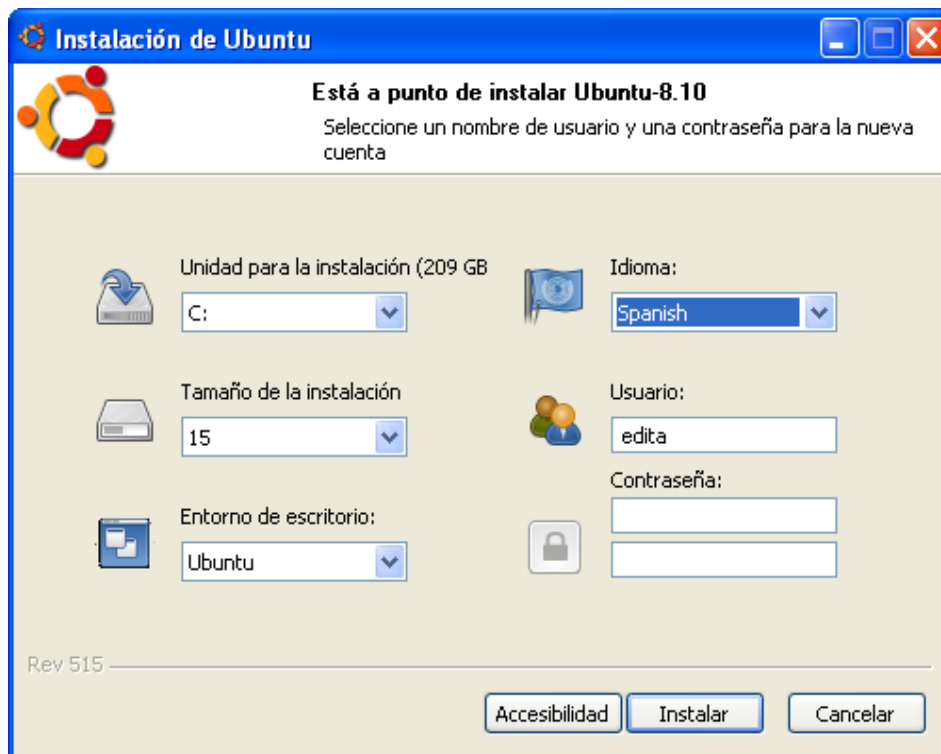 Instalación de Ubuntu
Está a punto de instalar Ubuntu-8.10
Seleccione un nombre de usuario y una contraseña para la nueva
cuenta
Unidad para la instalación (209 GB
C:
Idioma:
Spanish
Tamaño de la instalación
15
Usuario:
edita
Contraseña:
Entorno de escritorio:
Ubuntu
Rev 515
Accesibilidad
Instalar
Cancelar